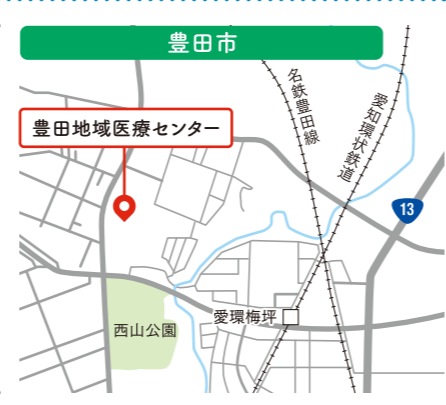 豊田市
名鉄豊田線
愛知環状鉄道
豊田地域医療センター
13
愛環梅坪
西山公園